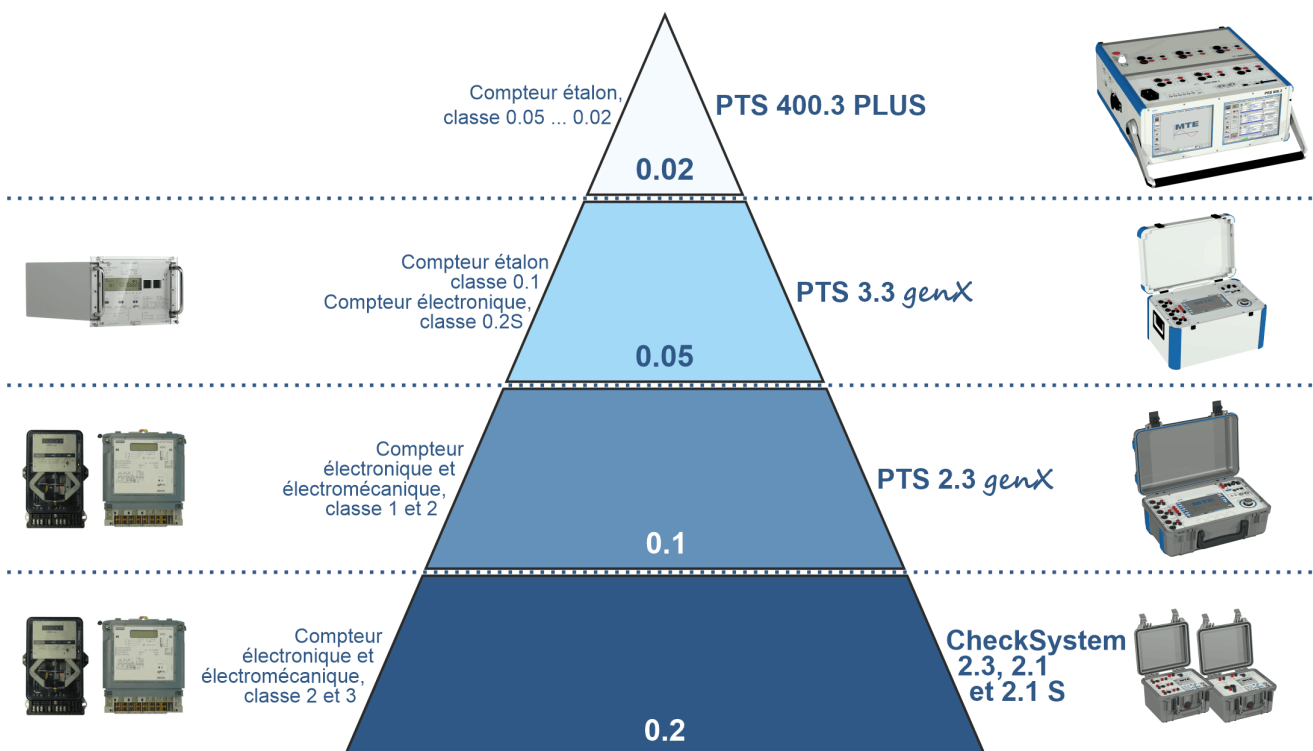 Compteur étalon,
classe 0.05 ... 0.02
PTS 400.3 PLUS
MTE
0.02
Compteur étalon
classe 0.1
Compteur électronique,
classe 0.2S
PTS 3.3 genX
0.05
Compteur
électronique et
électromécanique,
classe 1 et 2
PTS 2.3 genX
MTE
0.1
Compteur
électronique et
électromécanique,
classe 2 et 3
CheckSystem
2.3, 2.1
et 2.1 S
0.2